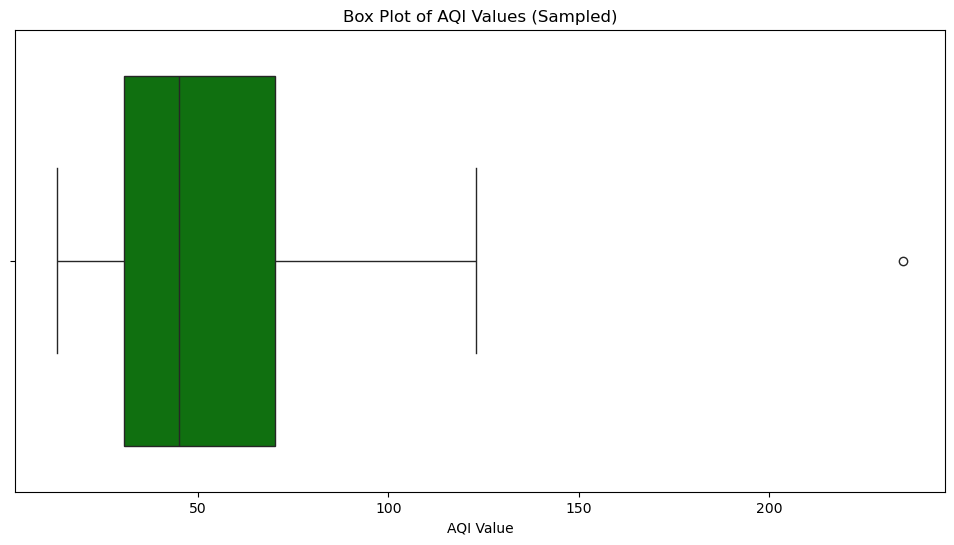 Box Plot of AQI Values (Sampled)
50 100 150 200
AQI Value